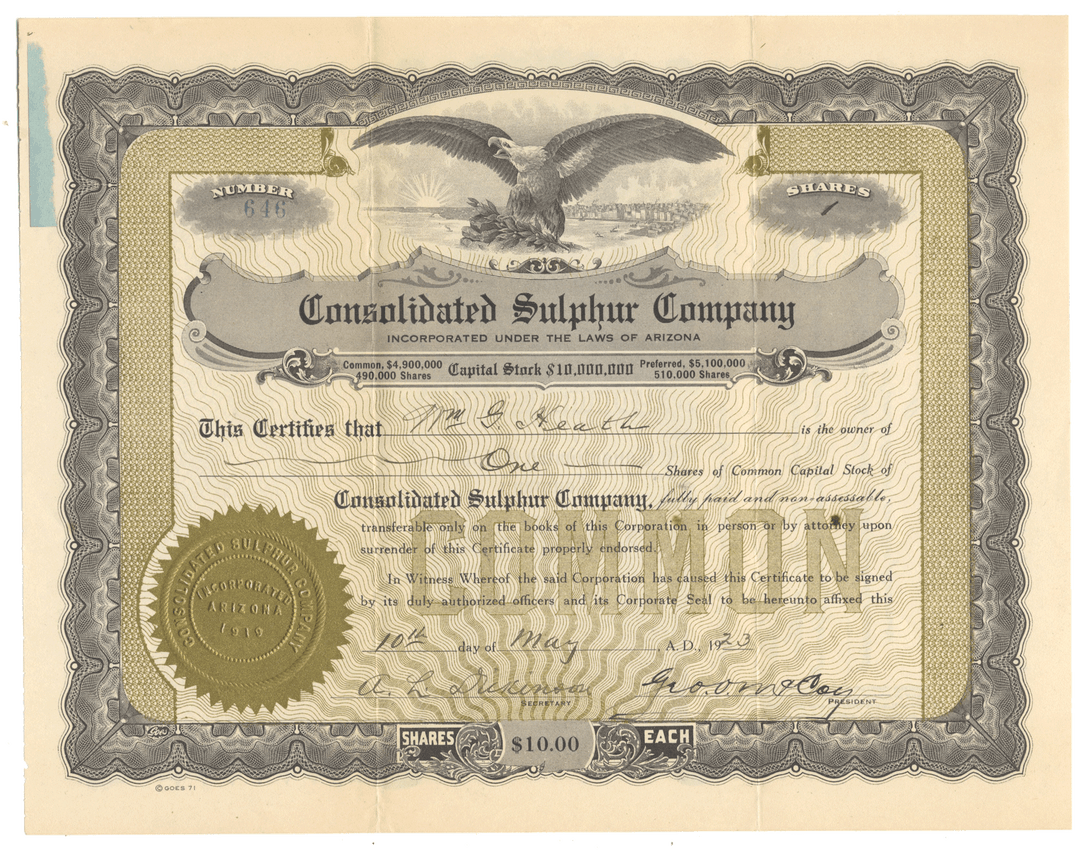 NUMBER
646
SHARES
1
Consolidated Sulphur Company
INCORPORATED UNDER THE LAWS OF ARIZONA
Common, $4,900,000
490,000 Shares
Capital Stock $10,000,000
Preferred, $5,100,000
510,000 Shares
This Certifies that Wm G. Heath is the owner of
One Shares of Common Capital Stock of
Consolidated Sulphur Company, fully paid and non-assessable,
transferable only on the books of this Corporation in person or by attorney upon
surrender of this Certificate properly endorsed.
COMMON
In Witness Whereof the said Corporation has caused this Certificate to be signed
by its duly authorized officers and its Corporate Seal to be hereunto affixed this
10th day of May A.D., 1923
CONSOLIDATED SULPHUR COMPANY
INCORPORATED
ARIZONA
1919
A. L. Dickinson
SECRETARY
Geo. O. McCoy
PRESIDENT
SHARES $10.00 EACH
© GOES 71